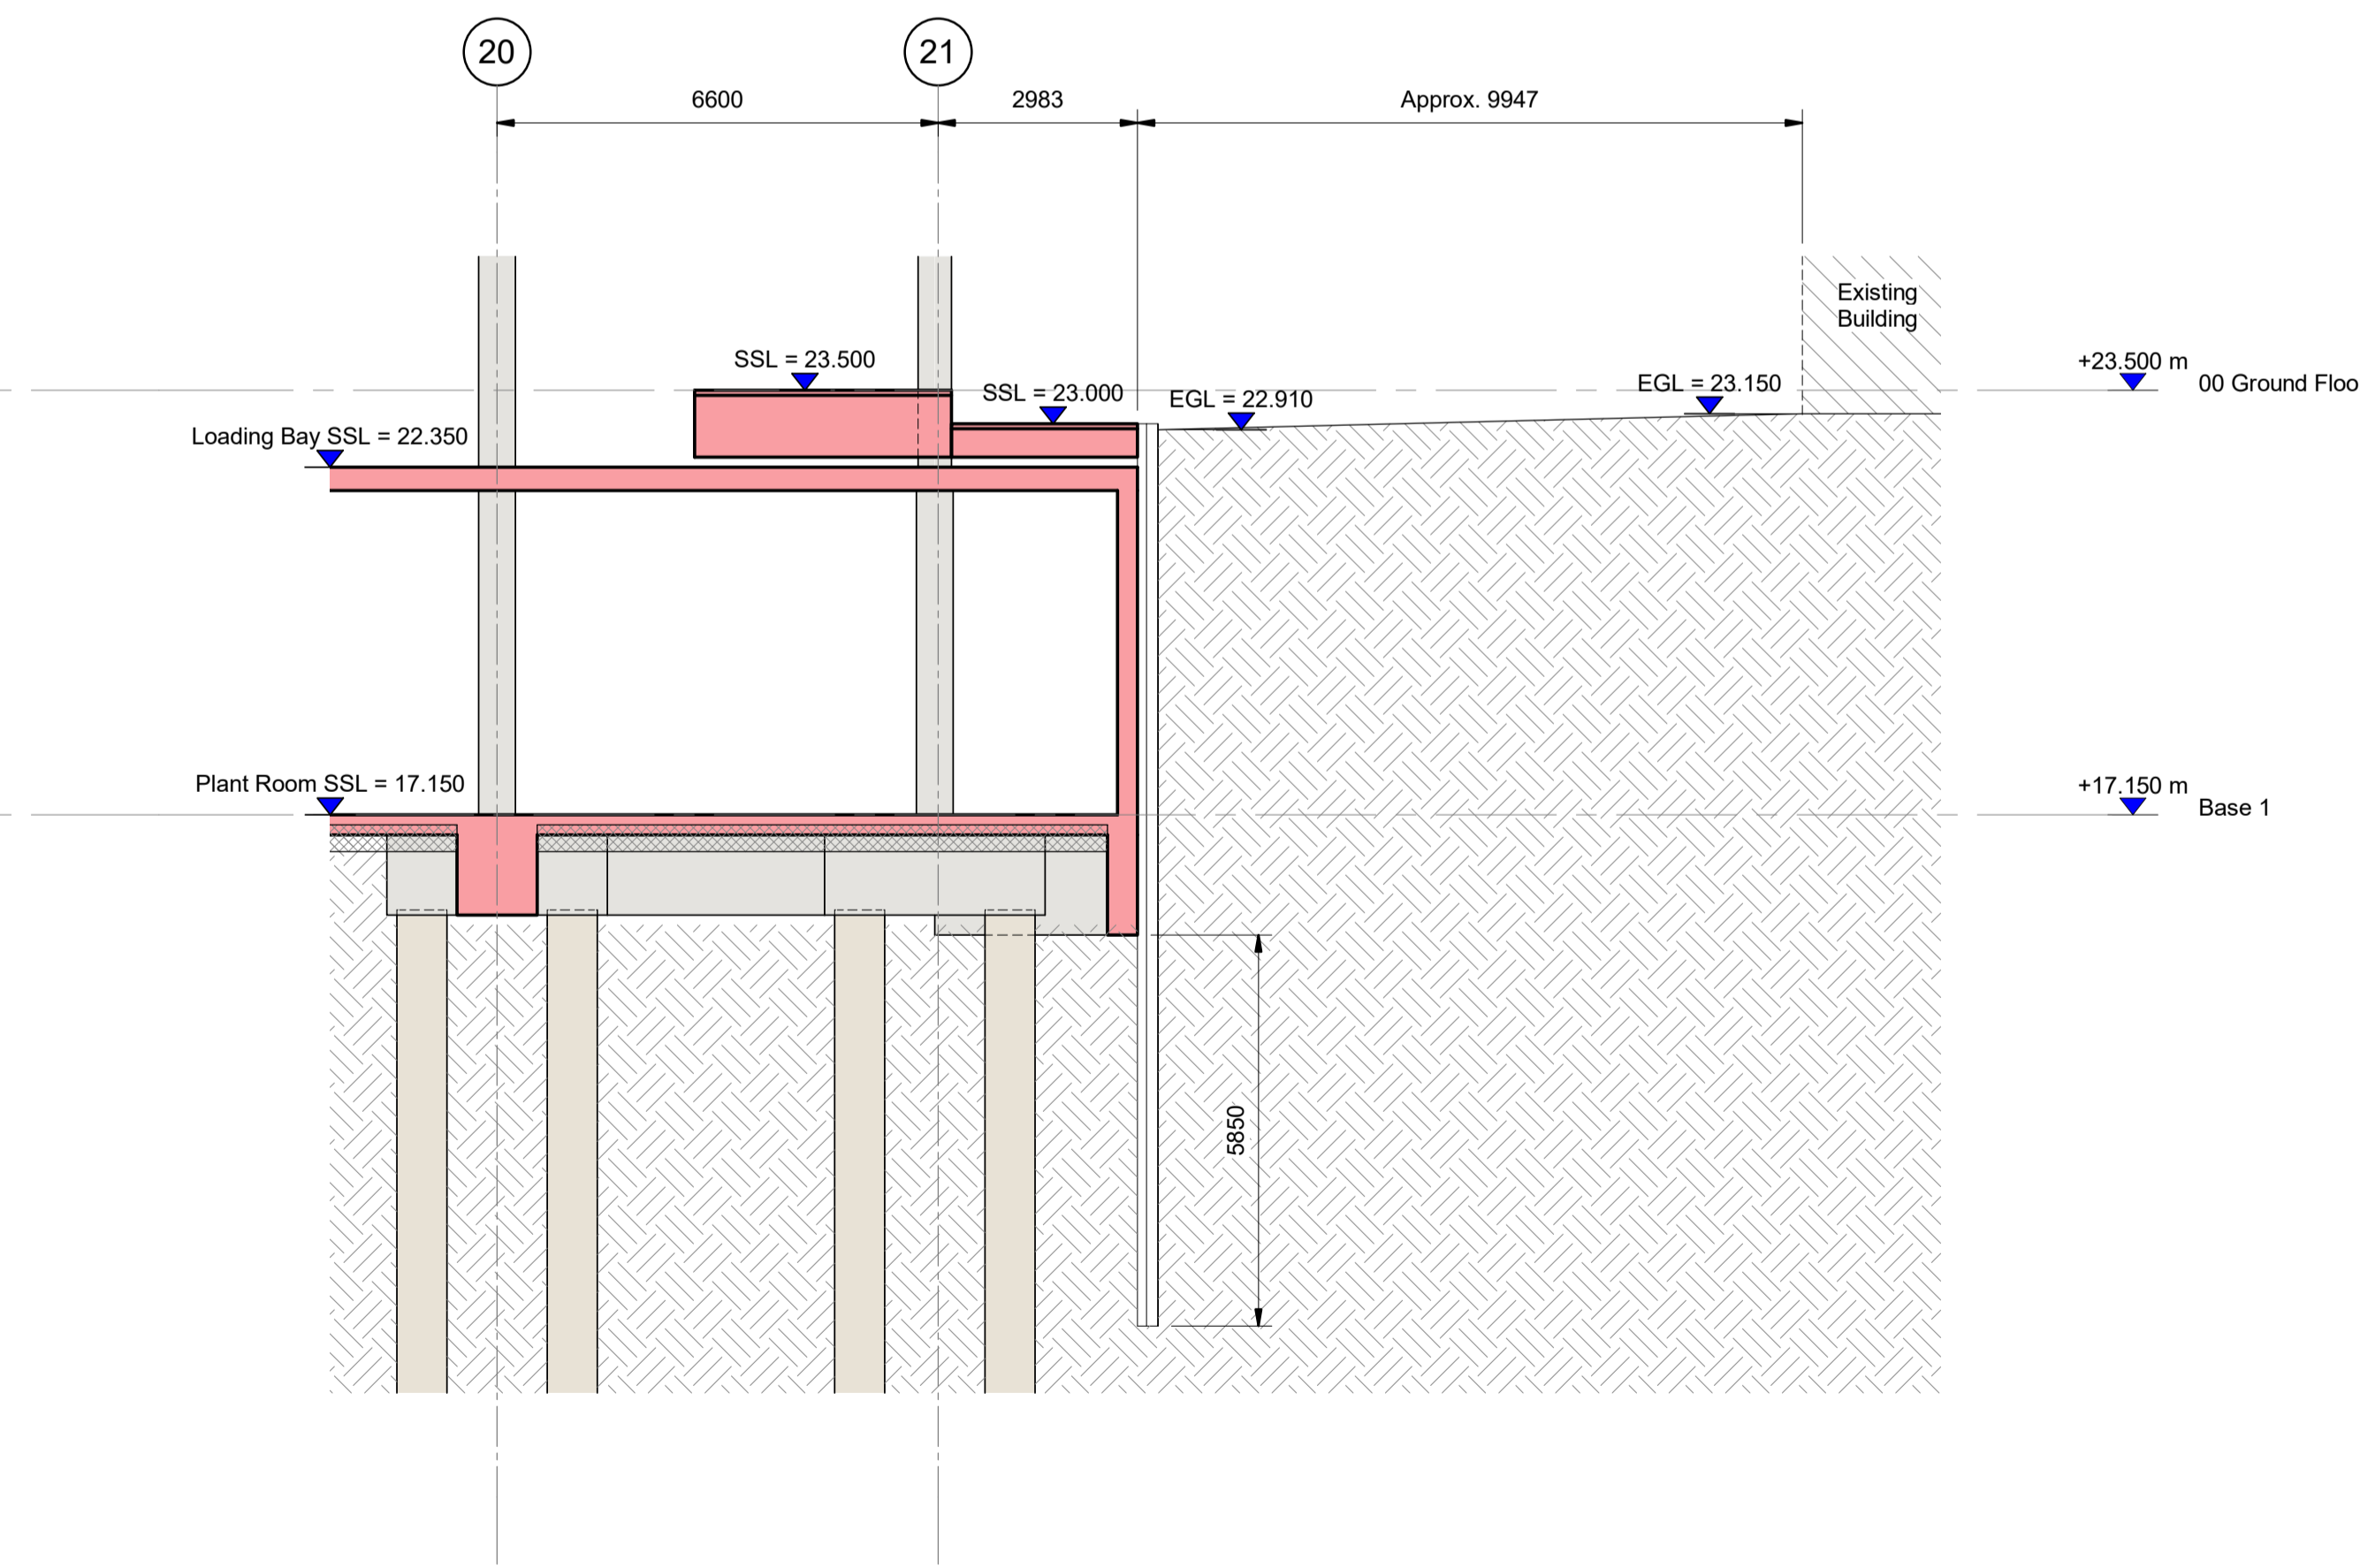 20
21
6600
2983
Approx. 9947
Existing
Building
SSL = 23.500
+23.500 m
00 Ground Floo
SSL = 23.000
EGL = 22.910
EGL = 23.150
Loading Bay SSL = 22.350
Plant Room SSL = 17.150
+17.150 m
Base 1
5850